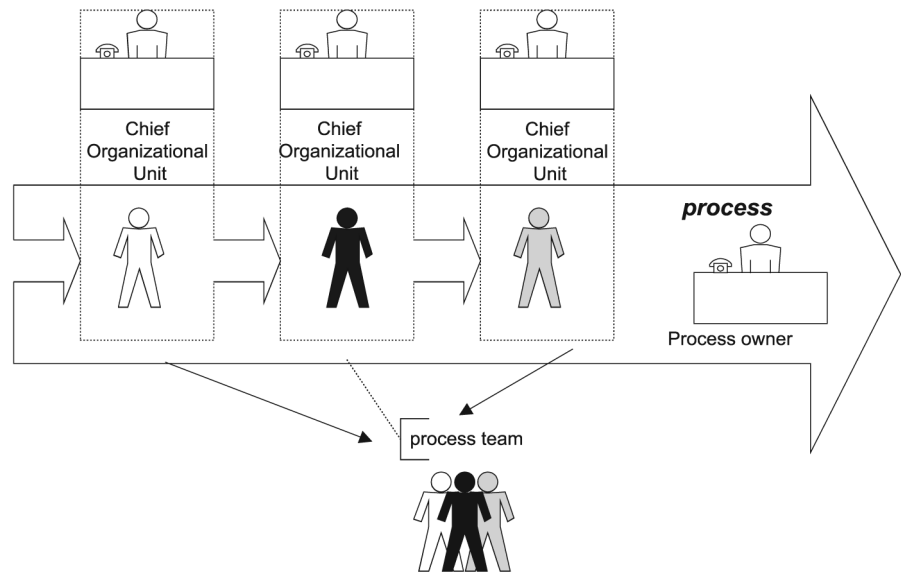 Chief
Organizational
Unit
Chief
Organizational
Unit
Chief
Organizational
Unit
process
Process owner
process team